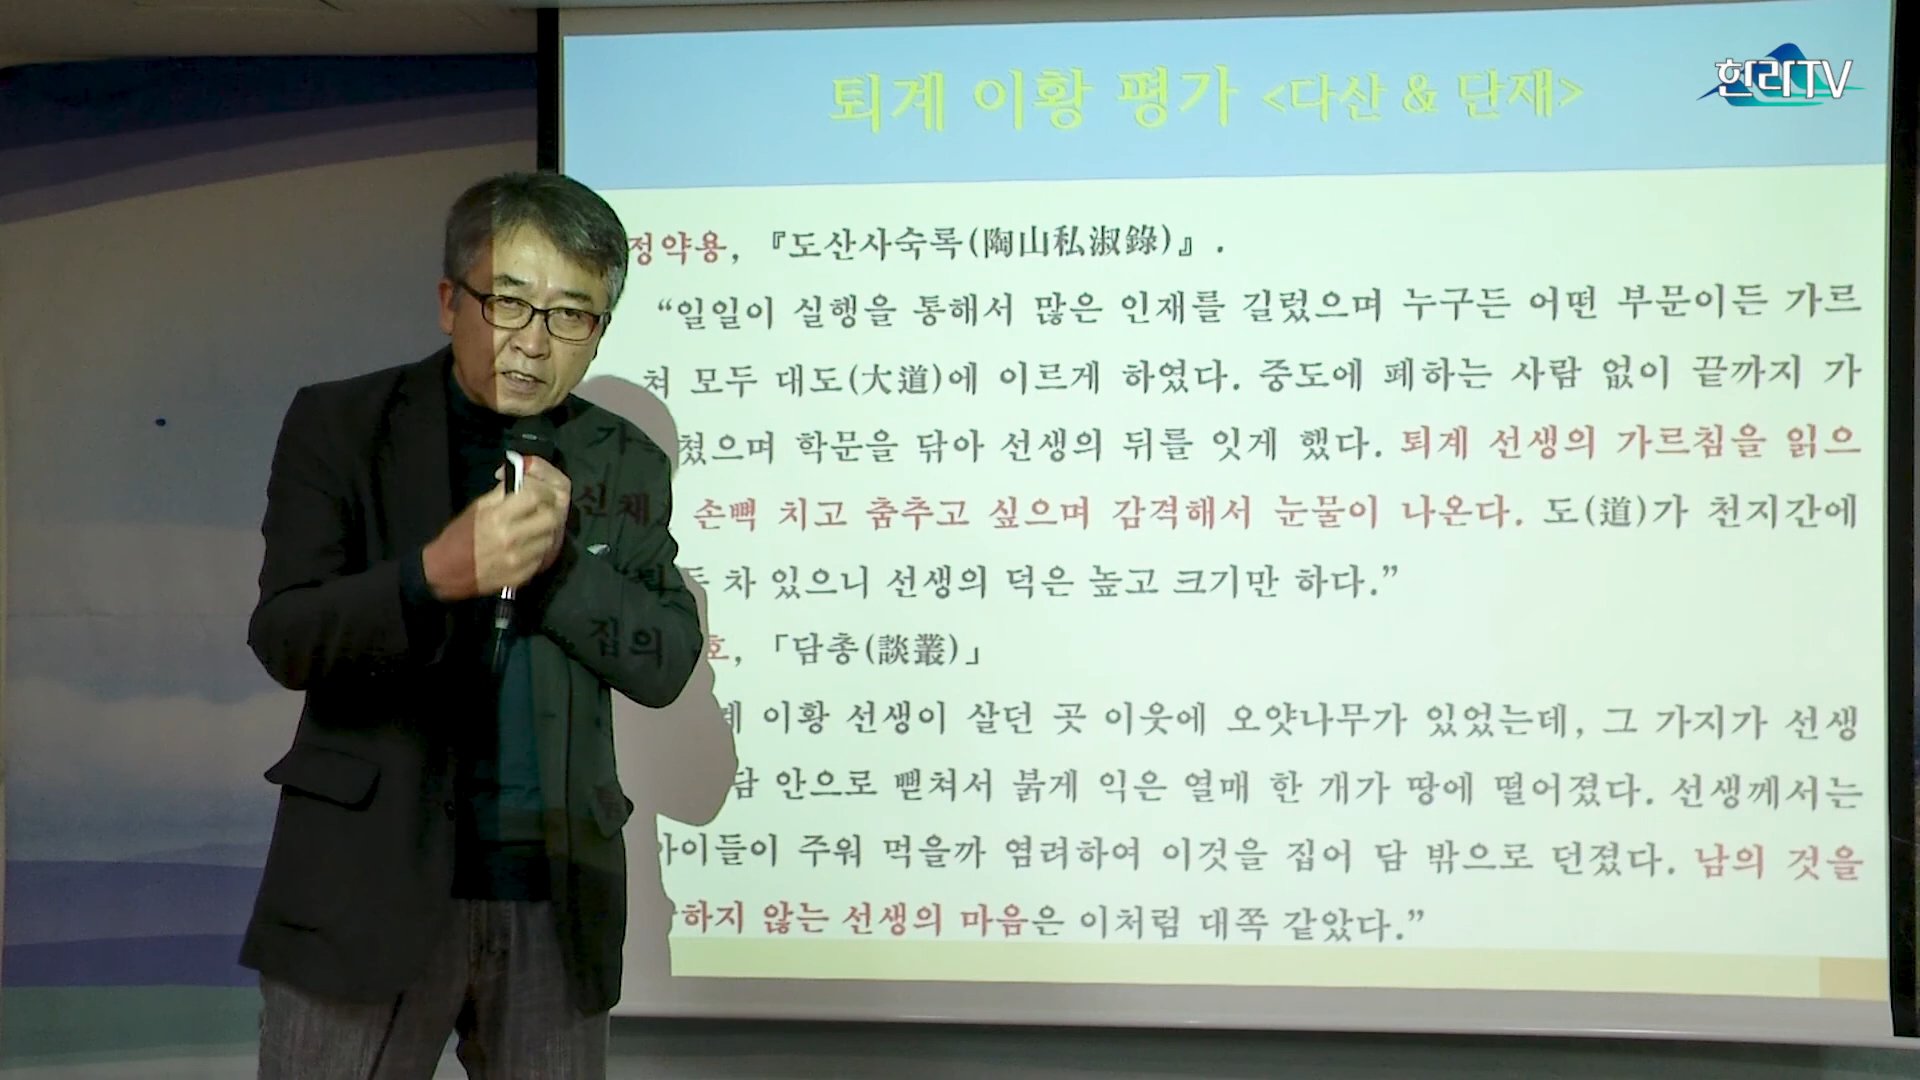 퇴계 이황 평가 <다산 & 단재>
한라TV
정약용, 『도산사숙록(陶山私淑錄)』.
“일일이 실행을 통해서 많은 인재를 길렀으며 누구든 어떤 부문이든 가르
쳐 모두 대도(大道)에 이르게 하였다. 중도에 폐하는 사람 없이 끝까지 가
쳤으며 학문을 닦아 선생의 뒤를 잇게 했다. 퇴계 선생의 가르침을 읽으
손뼉 치고 춤추고 싶으며 감격해서 눈물이 나온다. 도(道)가 천지간에
차 있으니 선생의 덕은 높고 크기만 하다.”
신채호, 「담총(談叢)」
이황 선생이 살던 곳 이웃에 오얏나무가 있었는데, 그 가지가 선생
집의 담 안으로 뻗쳐서 붉게 익은 열매 한 개가 땅에 떨어졌다. 선생께서는
아이들이 주워 먹을까 염려하여 이것을 집어 담 밖으로 던졌다. 남의 것을
하지 않는 선생의 마음은 이처럼 대쪽 같았다.”